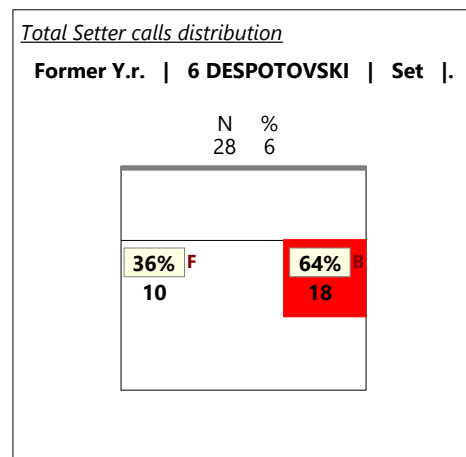 Total Setter calls distribution
Former Y.r. | 6 DESPOTOVSKI | Set |.
N %
28 6
36% F 64% B
10 18